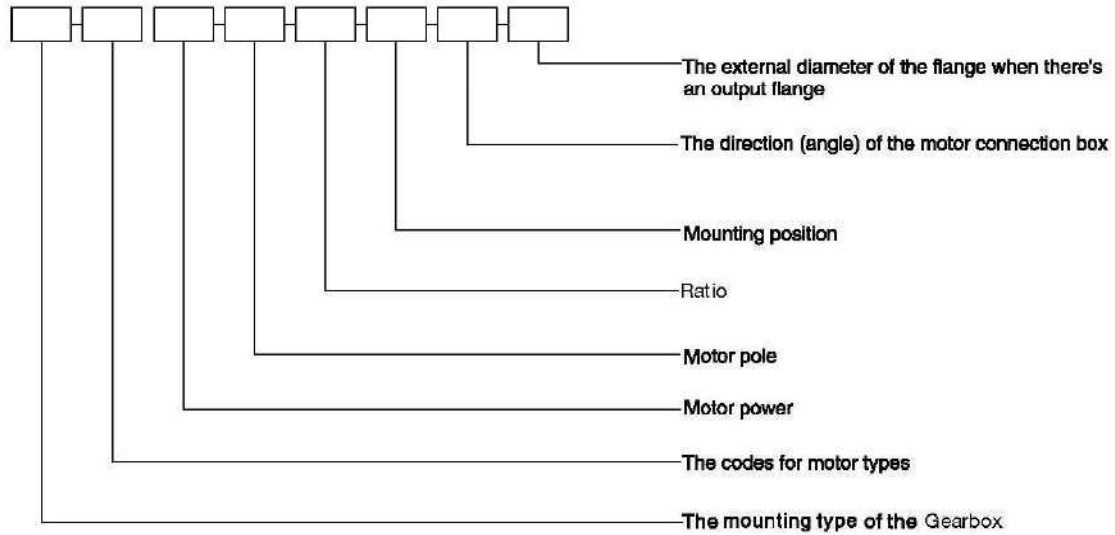 The external diameter of the flange when there's
an output flange
The direction (angle) of the motor connection box
Mounting position
Ratio
Motor pole
Motor power
The codes for motor types
The mounting type of the Gearbox